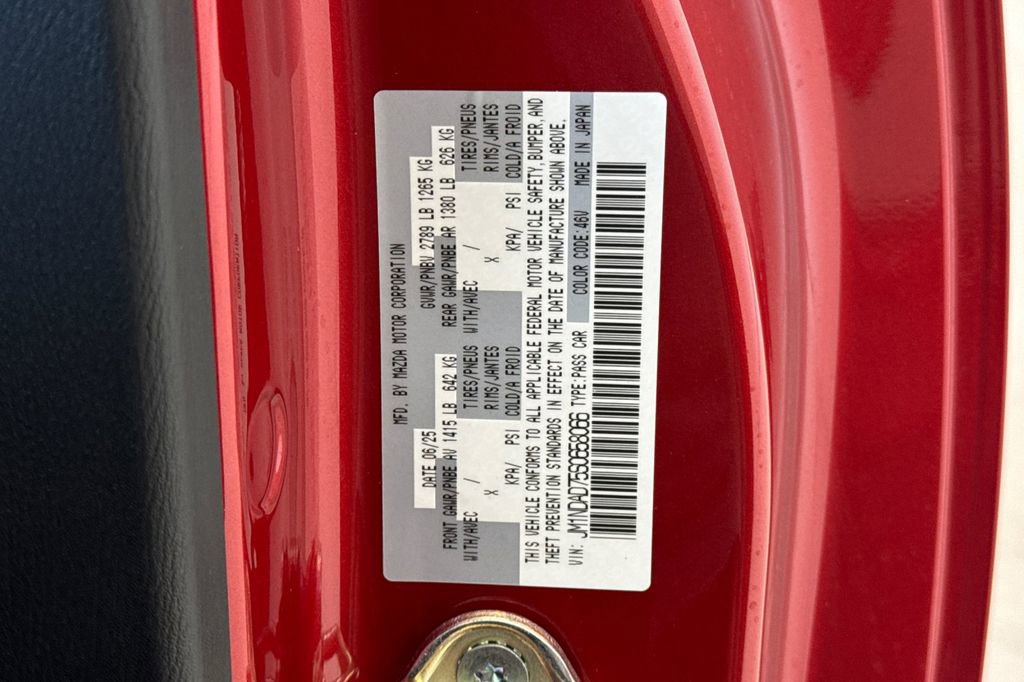 MFD. BY MAZDA MOTOR CORPORATION
DATE 06/25 GVWR/PNBV 2789 LB 1265 KG
FRONT GAWR/PNBE AV 1415 LB 642 KG REAR GAWR/PNBE AR 1380 LB 626 KG
WITH/AVEC / TIRES/PNEUS WITH/AVEC / TIRES/PNEUS
X RIMS/JANTES X RIMS/JANTES
KPA/ PSI COLD/A FROID KPA/ PSI COLD/A FROID
THIS VEHICLE CONFORMS TO ALL APPLICABLE FEDERAL MOTOR VEHICLE SAFETY, BUMPER, AND
THEFT PREVENTION STANDARDS IN EFFECT ON THE DATE OF MANUFACTURE SHOWN ABOVE.
VIN: JM1NDAD75S0658066 TYPE:PASS CAR COLOR CODE:46V MADE IN JAPAN